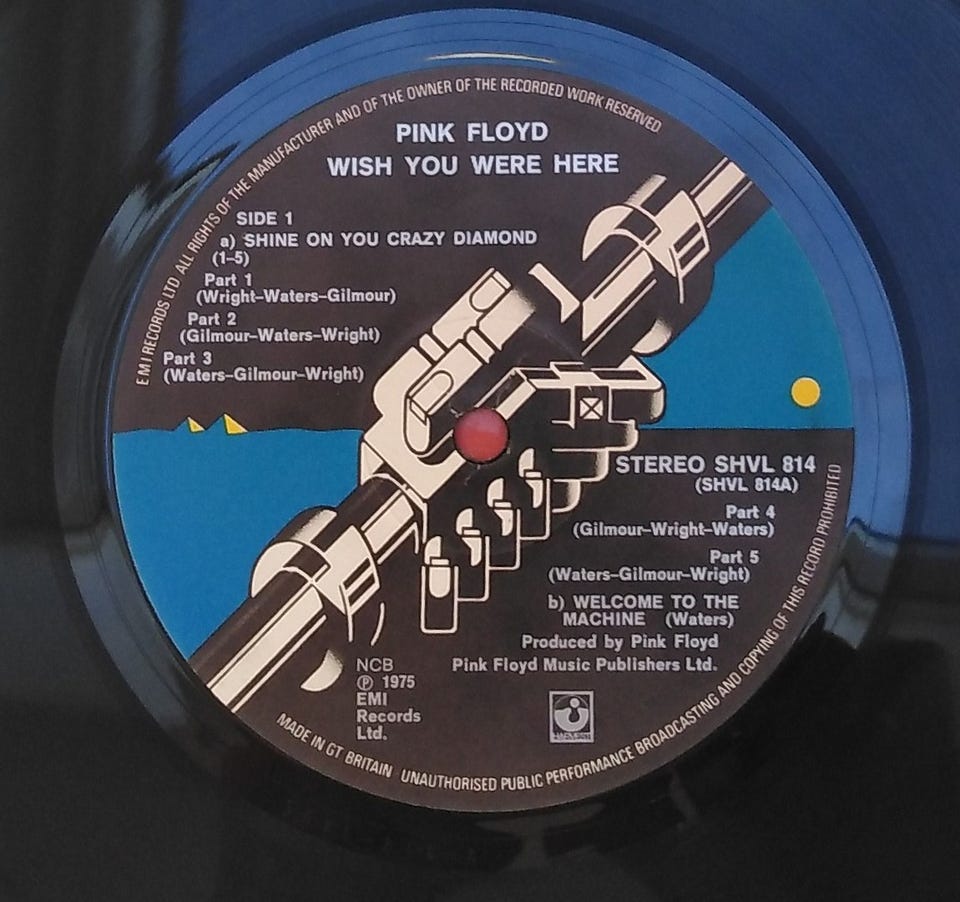 EMI RECORDS LTD ALL RIGHTS OF THE MANUFACTURER AND OF THE OWNER OF THE RECORDED WORK RESERVED
PINK FLOYD
WISH YOU WERE HERE
SIDE 1
a) SHINE ON YOU CRAZY DIAMOND
(1–5)
Part 1
(Wright–Waters–Gilmour)
Part 2
(Gilmour–Waters–Wright)
Part 3
(Waters–Gilmour–Wright)
STEREO SHVL 814
(SHVL 814A)
Part 4
(Gilmour–Wright–Waters)
Part 5
(Waters–Gilmour–Wright)
b) WELCOME TO THE
MACHINE (Waters)
Produced by Pink Floyd
Pink Floyd Music Publishers Ltd.
NCB
℗ 1975
EMI
Records
Ltd.
HARVEST
MADE IN GT BRITAIN UNAUTHORISED PUBLIC PERFORMANCE BROADCASTING AND COPYING OF THIS RECORD PROHIBITED